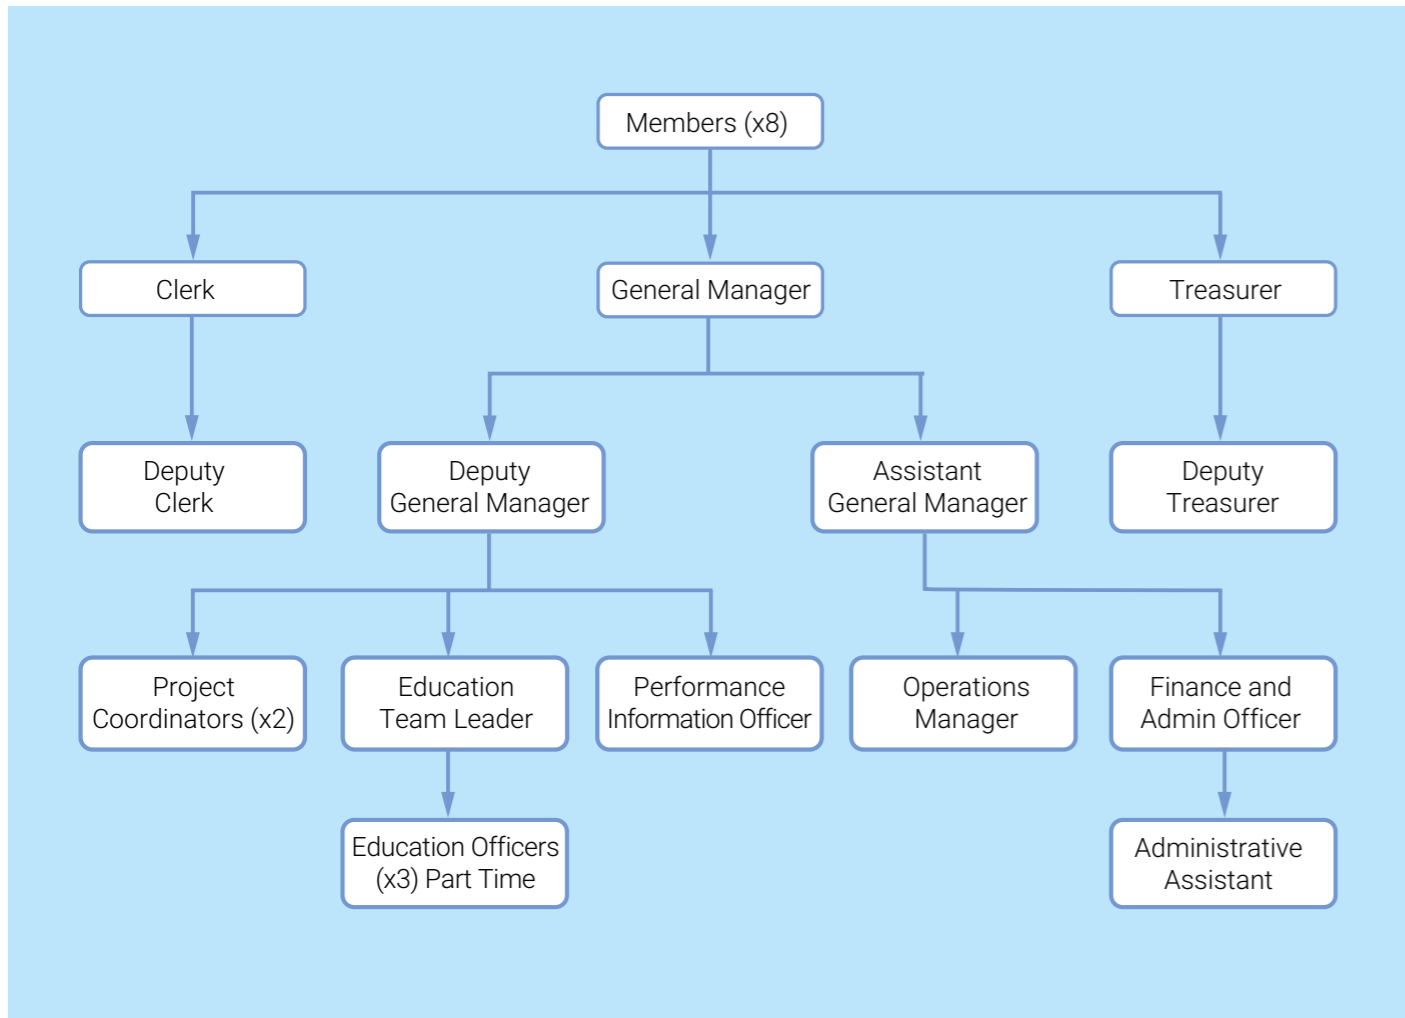 Members (x8)
Clerk
General Manager
Treasurer
Deputy
Clerk
Deputy
General Manager
Assistant
General Manager
Deputy
Treasurer
Project
Coordinators (x2)
Education
Team Leader
Performance
Information Officer
Operations
Manager
Finance and
Admin Officer
Education Officers
(x3) Part Time
Administrative
Assistant